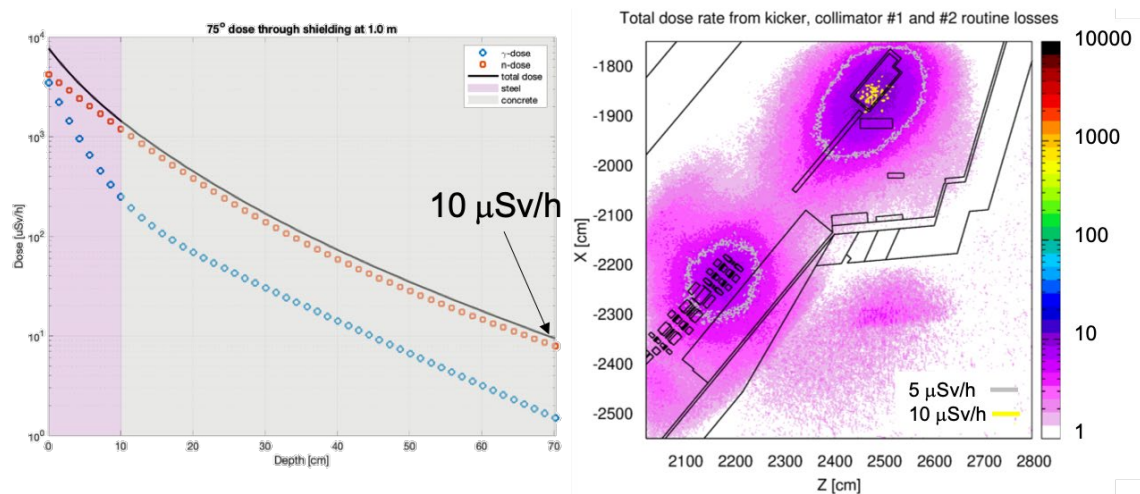 75° dose through shielding at 1.0 m
10⁴
10³
10²
10¹
10⁰
Dose [uSv/h]
γ-dose
n-dose
total dose
steel
concrete
10 μSv/h
0 10 20 30 40 50 60 70
Depth [cm]
Total dose rate from kicker, collimator #1 and #2 routine losses
-1800
-1900
-2000
-2100
-2200
-2300
-2400
-2500
X [cm]
5 μSv/h
10 μSv/h
2100 2200 2300 2400 2500 2600 2700 2800
Z [cm]
10000
1000
100
10
1